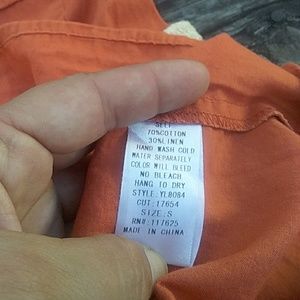 SELF
70%COTTON
30%LINEN
HAND WASH COLD
WATER SEPARATELY
COLOR WILL BLEED
NO BLEACH
HANG TO DRY
STYLE:YL8084
CUT:17654
SIZE:S
RN#:117625
MADE IN CHINA